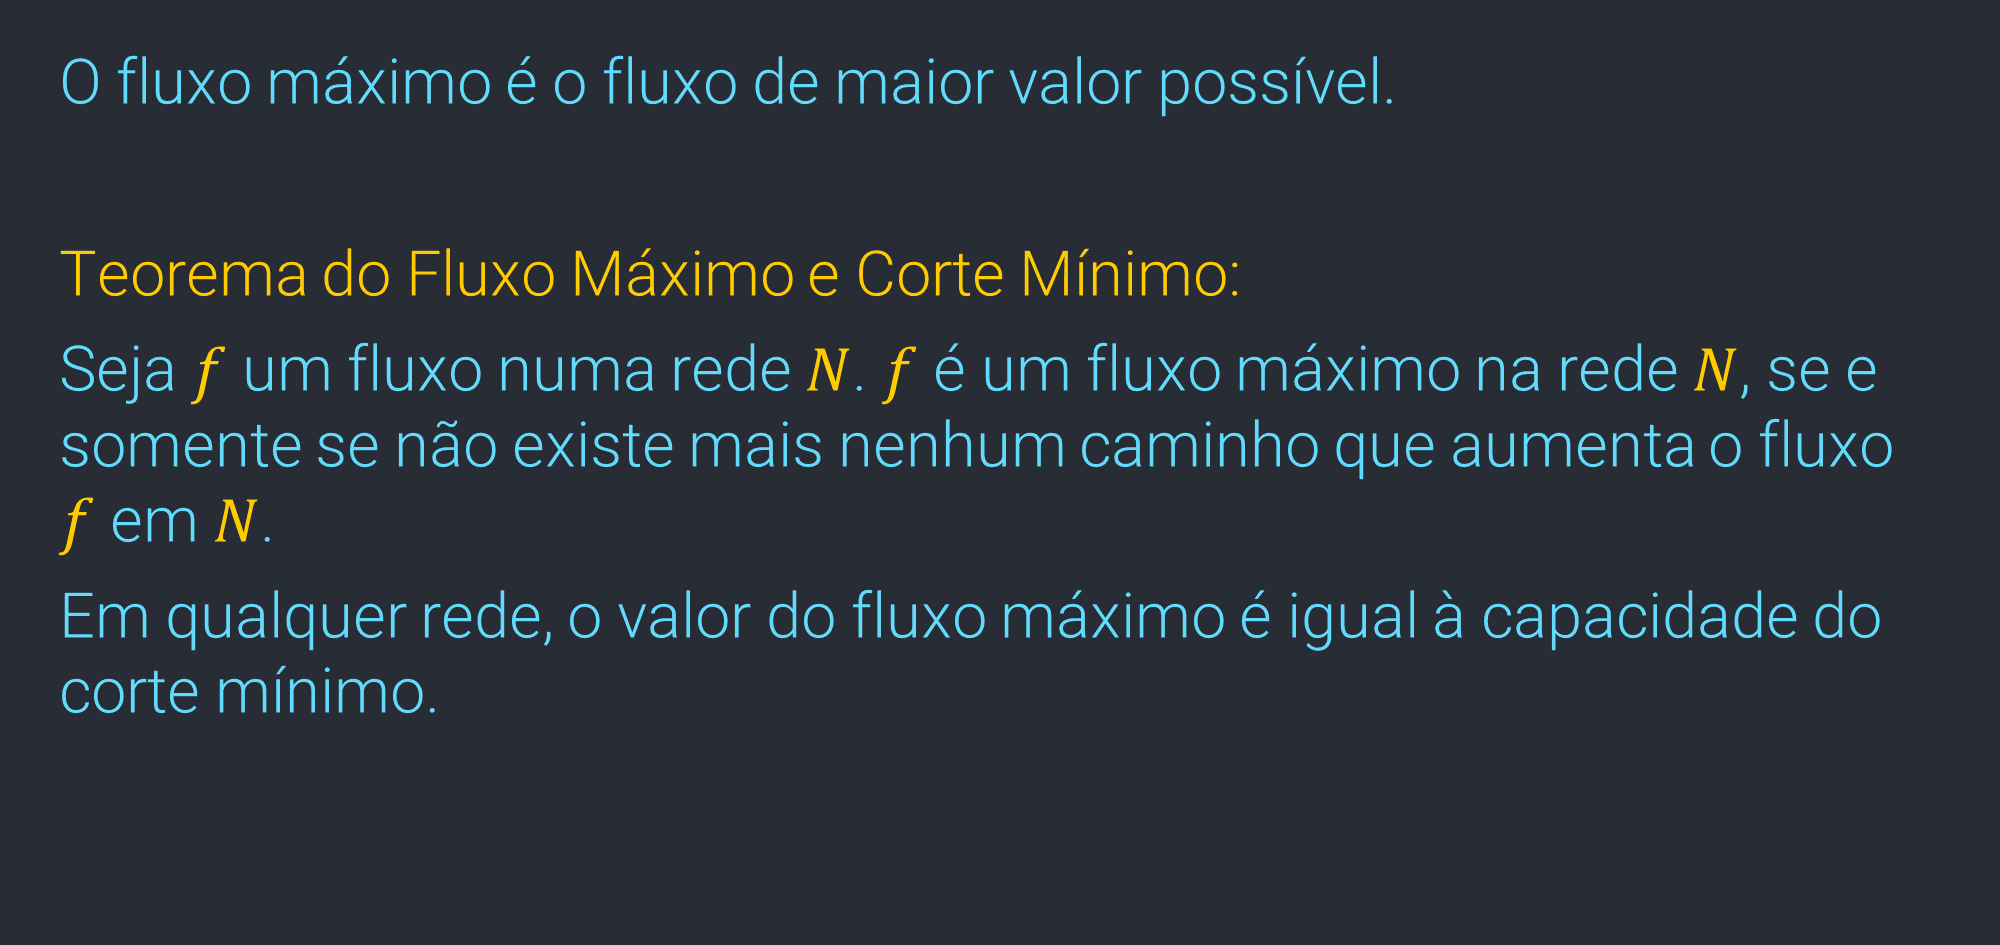 O fluxo máximo é o fluxo de maior valor possível.
Teorema do Fluxo Máximo e Corte Mínimo:
Seja f um fluxo numa rede N. f é um fluxo máximo na rede N, se e
somente se não existe mais nenhum caminho que aumenta o fluxo
f em N.
Em qualquer rede, o valor do fluxo máximo é igual à capacidade do
corte mínimo.